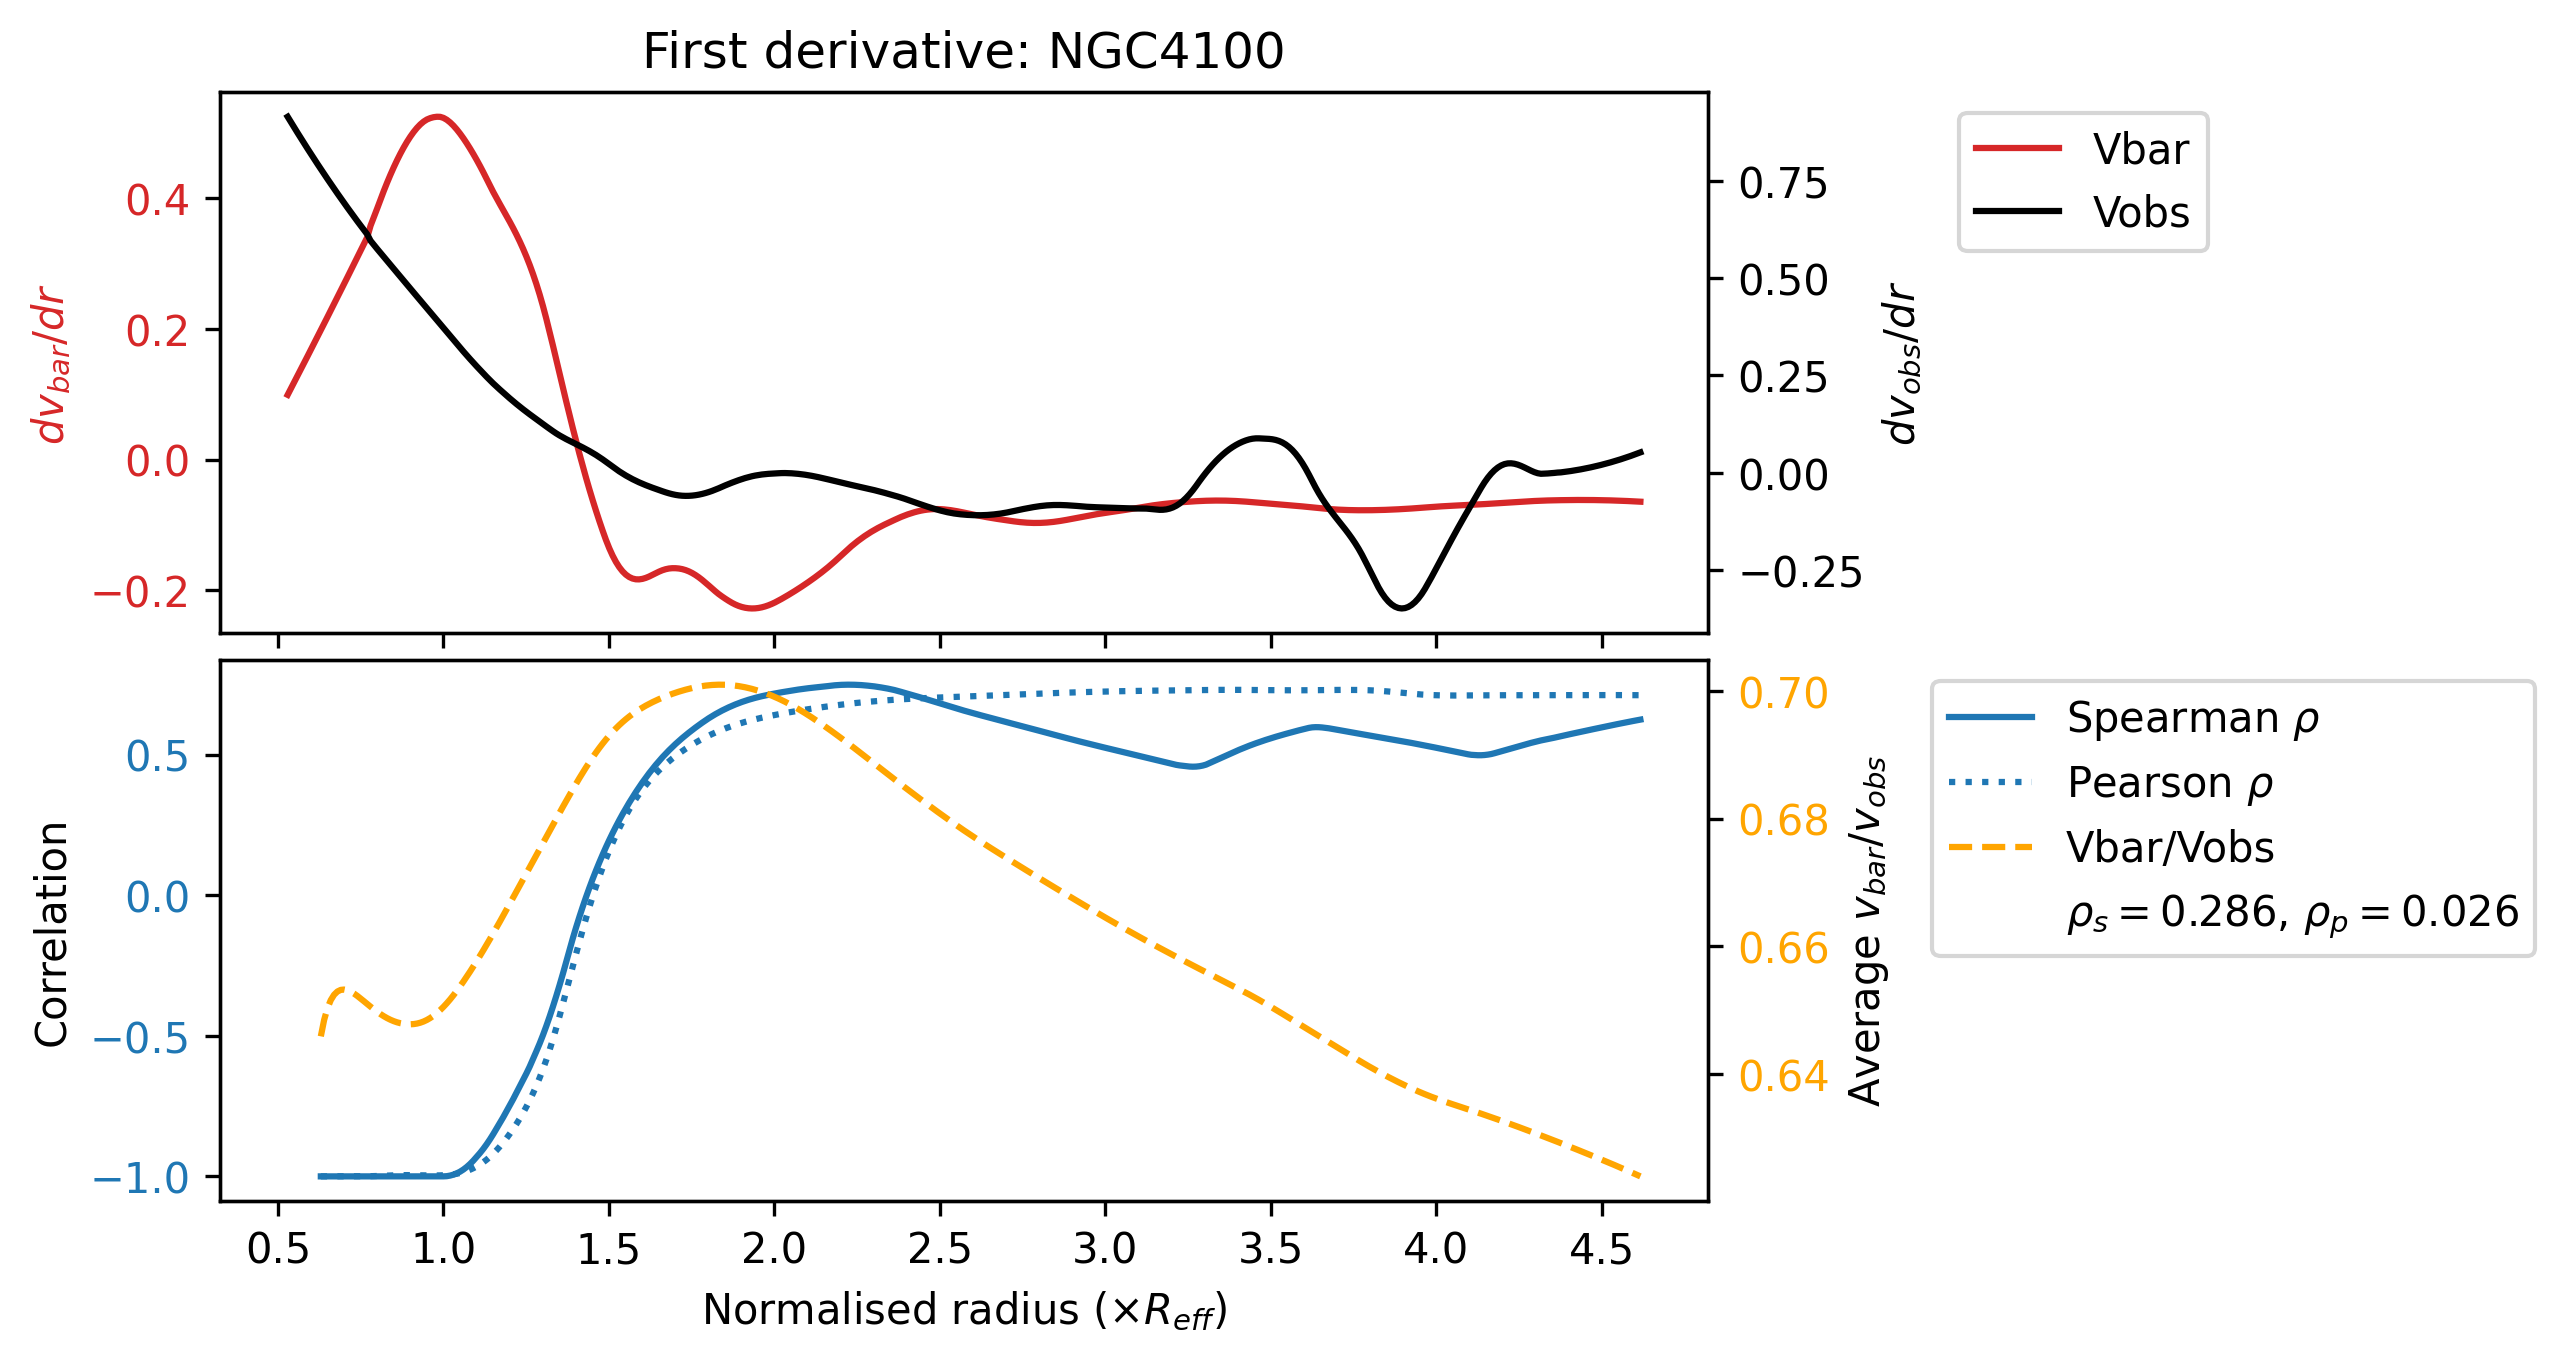 First derivative: NGC4100
0.4
0.2
0.0
−0.2
dv_bar/dr
0.75
0.50
0.25
0.00
−0.25
dv_obs/dr
Vbar
Vobs
0.5
0.0
−0.5
−1.0
Correlation
0.70
0.68
0.66
0.64
Average v_bar/v_obs
Spearman ρ
Pearson ρ
Vbar/Vobs
ρ_s = 0.286, ρ_p = 0.026
0.5 1.0 1.5 2.0 2.5 3.0 3.5 4.0 4.5
Normalised radius (×R_eff)